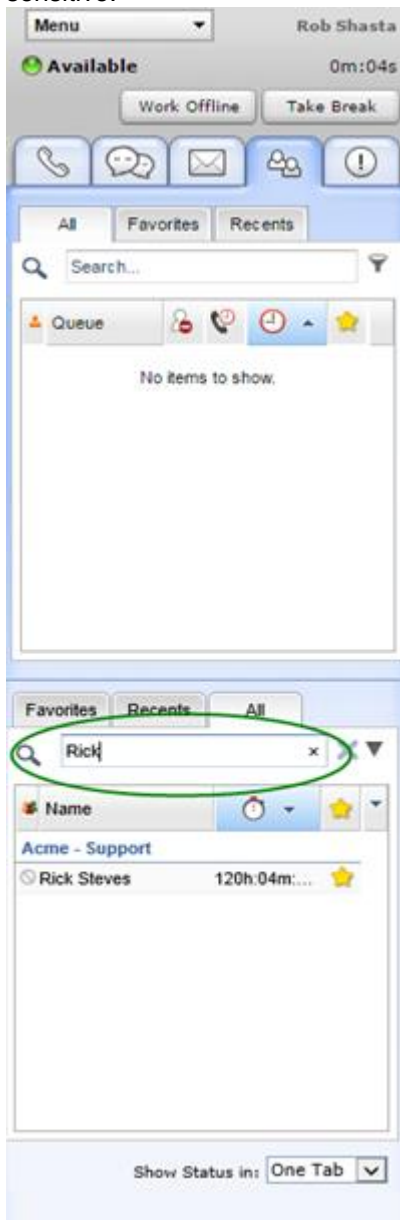 Menu Rob Shasta
Available 0m:04s
Work Offline Take Break
All Favorites Recents
Search...
Queue
No items to show.
Favorites Recents All
Rick
Name
Acme - Support
Rick Steves 120h:04m:...
Show Status in: One Tab